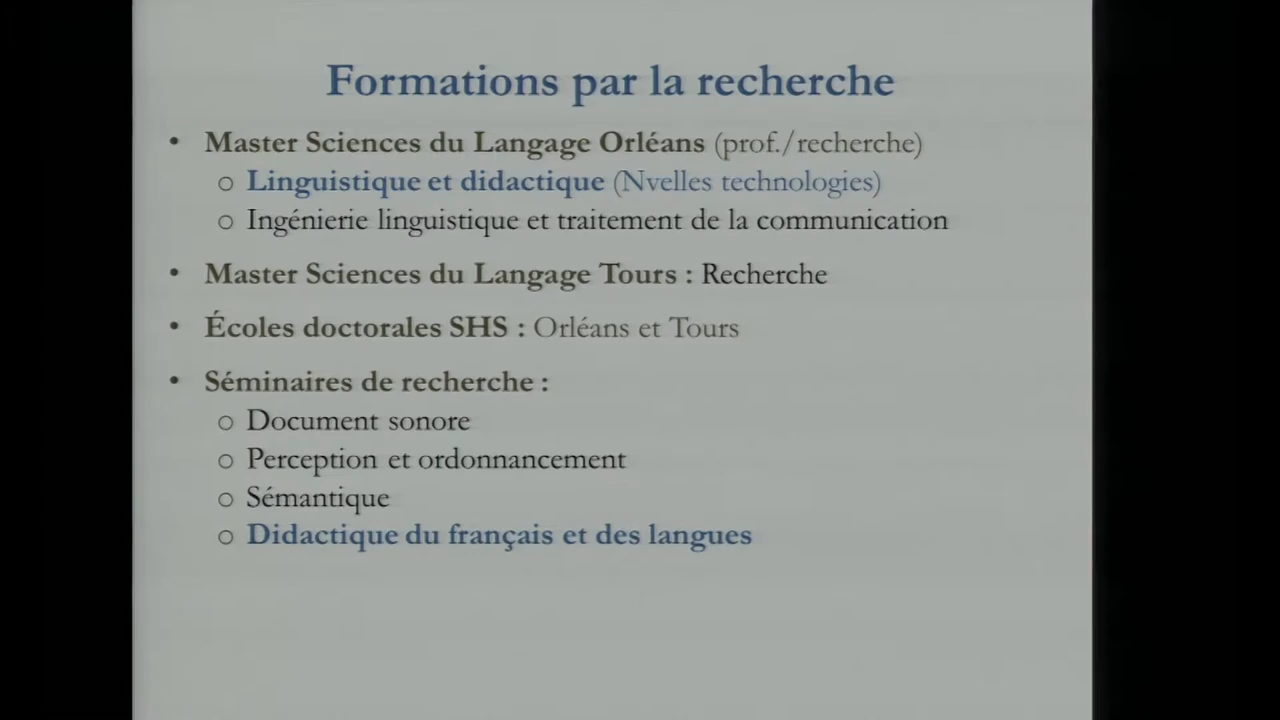 Formations par la recherche
• Master Sciences du Langage Orléans (prof./recherche)
o Linguistique et didactique (Nvelles technologies)
o Ingénierie linguistique et traitement de la communication
• Master Sciences du Langage Tours : Recherche
• Écoles doctorales SHS : Orléans et Tours
• Séminaires de recherche :
o Document sonore
o Perception et ordonnancement
o Sémantique
o Didactique du français et des langues